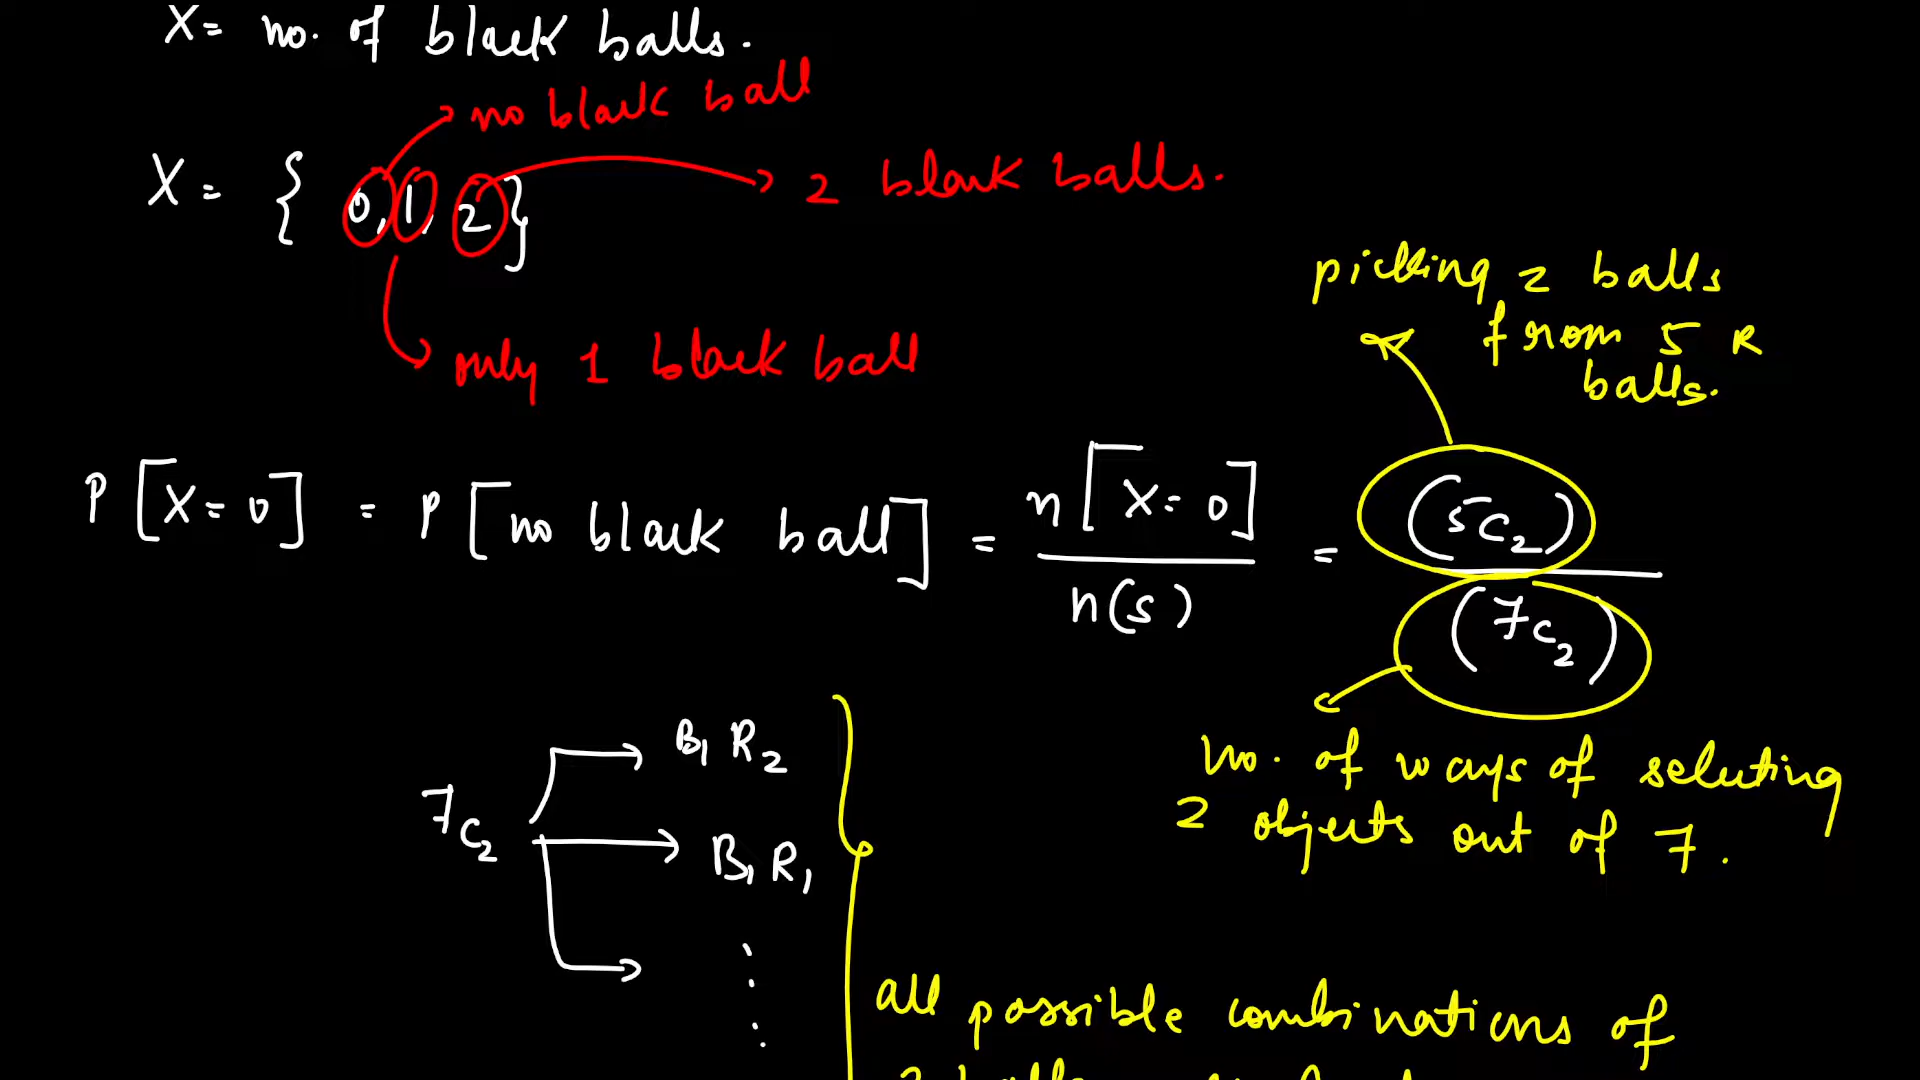 X = no. of black balls.
no black ball
X = { 0, 1, 2 }
2 black balls.
only 1 black ball
picking 2 balls
from 5 R
balls.
P [X = 0] = P [no black ball] = n[X = 0] / n(s) = (5C2) / (7C2)
no. of ways of selecting
2 objects out of 7.
7C2
B1 R2
B1 R1
all possible combinations of